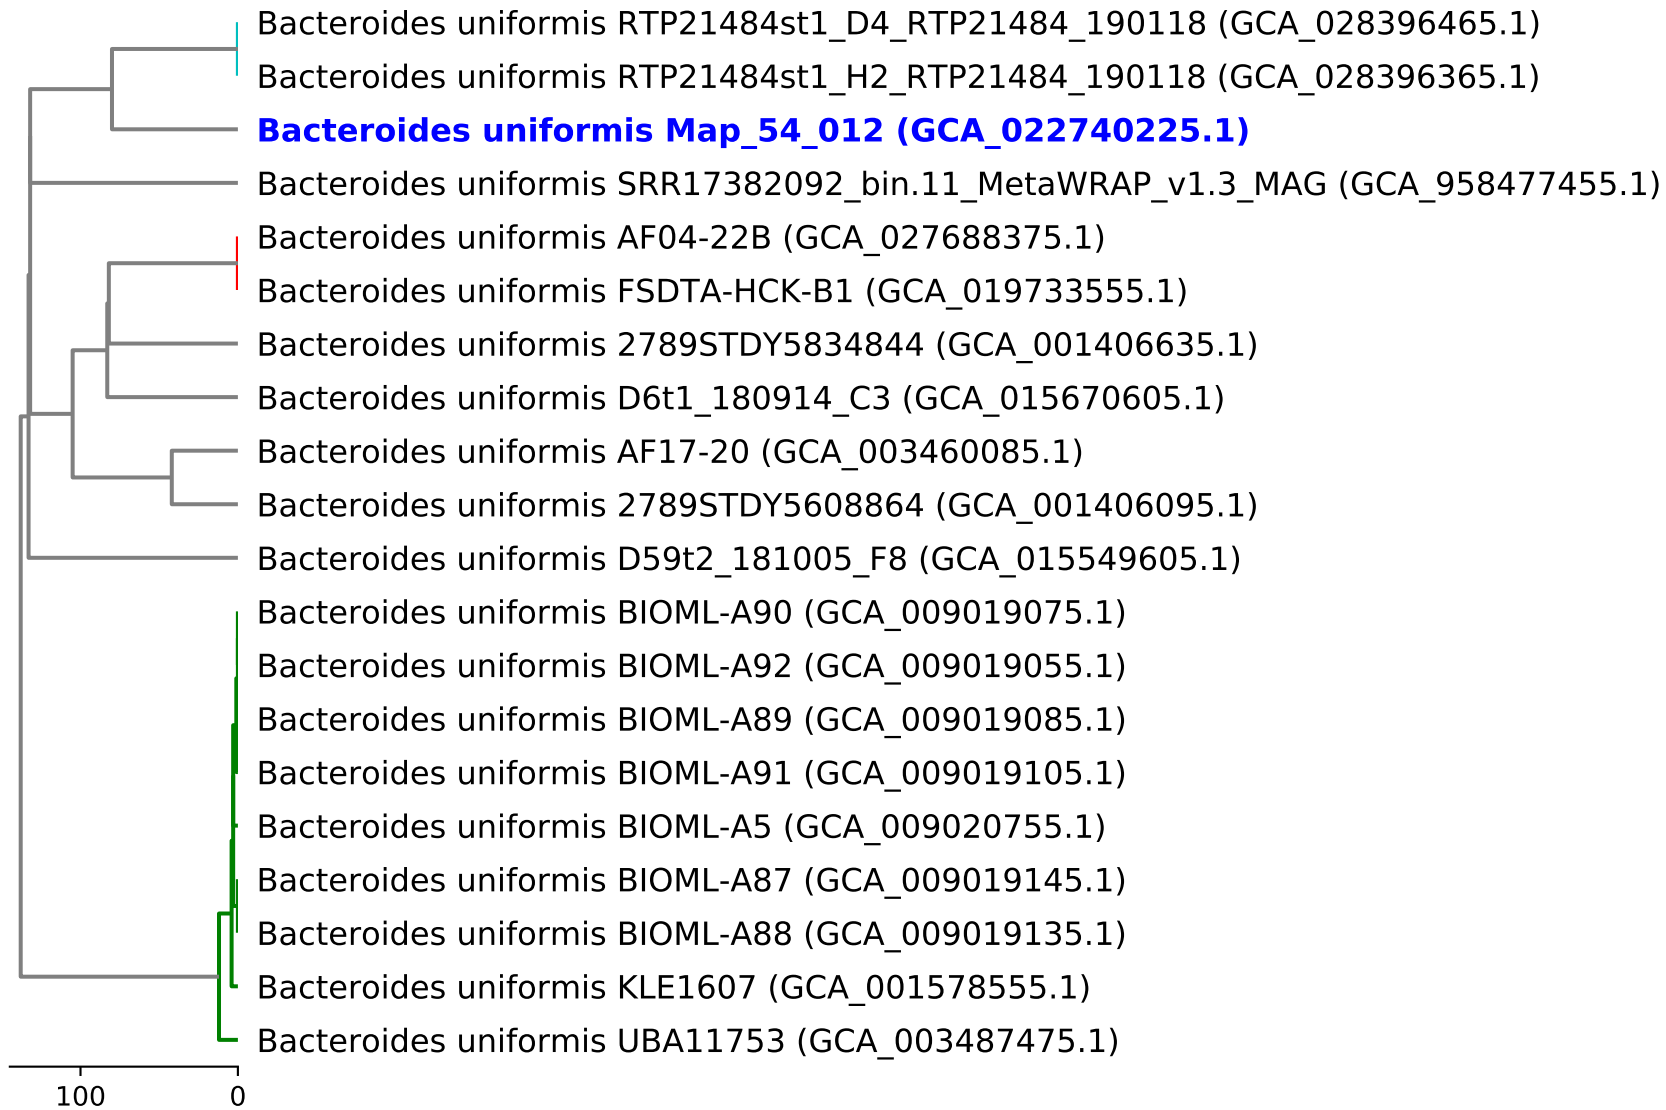 Bacteroides uniformis RTP21484st1_D4_RTP21484_190118 (GCA_028396465.1)
Bacteroides uniformis RTP21484st1_H2_RTP21484_190118 (GCA_028396365.1)
Bacteroides uniformis Map_54_012 (GCA_022740225.1)
Bacteroides uniformis SRR17382092_bin.11_MetaWRAP_v1.3_MAG (GCA_958477455.1)
Bacteroides uniformis AF04-22B (GCA_027688375.1)
Bacteroides uniformis FSDTA-HCK-B1 (GCA_019733555.1)
Bacteroides uniformis 2789STDY5834844 (GCA_001406635.1)
Bacteroides uniformis D6t1_180914_C3 (GCA_015670605.1)
Bacteroides uniformis AF17-20 (GCA_003460085.1)
Bacteroides uniformis 2789STDY5608864 (GCA_001406095.1)
Bacteroides uniformis D59t2_181005_F8 (GCA_015549605.1)
Bacteroides uniformis BIOML-A90 (GCA_009019075.1)
Bacteroides uniformis BIOML-A92 (GCA_009019055.1)
Bacteroides uniformis BIOML-A89 (GCA_009019085.1)
Bacteroides uniformis BIOML-A91 (GCA_009019105.1)
Bacteroides uniformis BIOML-A5 (GCA_009020755.1)
Bacteroides uniformis BIOML-A87 (GCA_009019145.1)
Bacteroides uniformis BIOML-A88 (GCA_009019135.1)
Bacteroides uniformis KLE1607 (GCA_001578555.1)
Bacteroides uniformis UBA11753 (GCA_003487475.1)
100 0